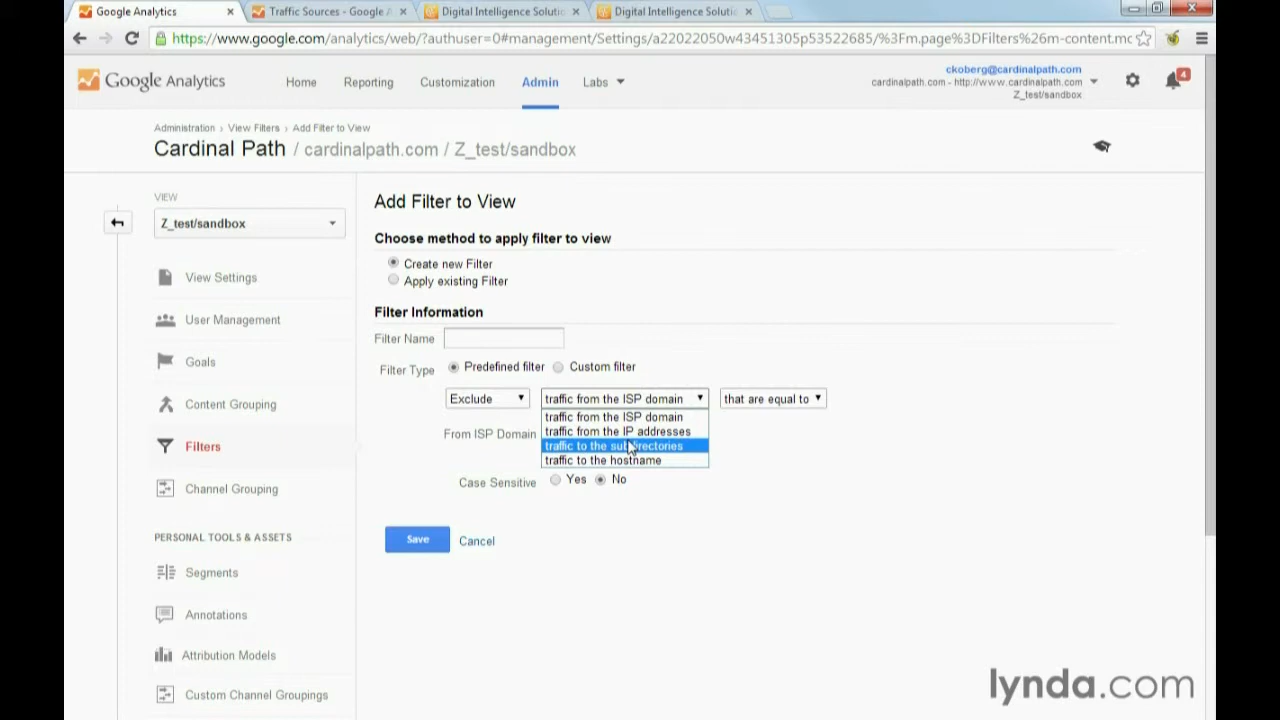 Google Analytics
Traffic Sources - Google A
Digital Intelligence Soluti
Digital Intelligence Soluti
https://www.google.com/analytics/web/?authuser=0#management/Settings/a22022050w43451305p53522685/%3Fm.page%3DFilters%26m-content.mc
Google Analytics
Home Reporting Customization Admin Labs
ckoberg@cardinalpath.com
cardinalpath.com - http://www.cardinalpath.com
Z_test/sandbox
4
Administration › View Filters › Add Filter to View
Cardinal Path / cardinalpath.com / Z_test/sandbox
VIEW
Z_test/sandbox
View Settings
User Management
Goals
Content Grouping
Filters
Channel Grouping
PERSONAL TOOLS & ASSETS
Segments
Annotations
Attribution Models
Custom Channel Groupings
Add Filter to View
Choose method to apply filter to view
Create new Filter
Apply existing Filter
Filter Information
Filter Name
Filter Type Predefined filter Custom filter
Exclude traffic from the ISP domain that are equal to
traffic from the ISP domain
traffic from the IP addresses
From ISP Domain
traffic to the subdirectories
traffic to the hostname
Case Sensitive Yes No
Save Cancel
lynda.com